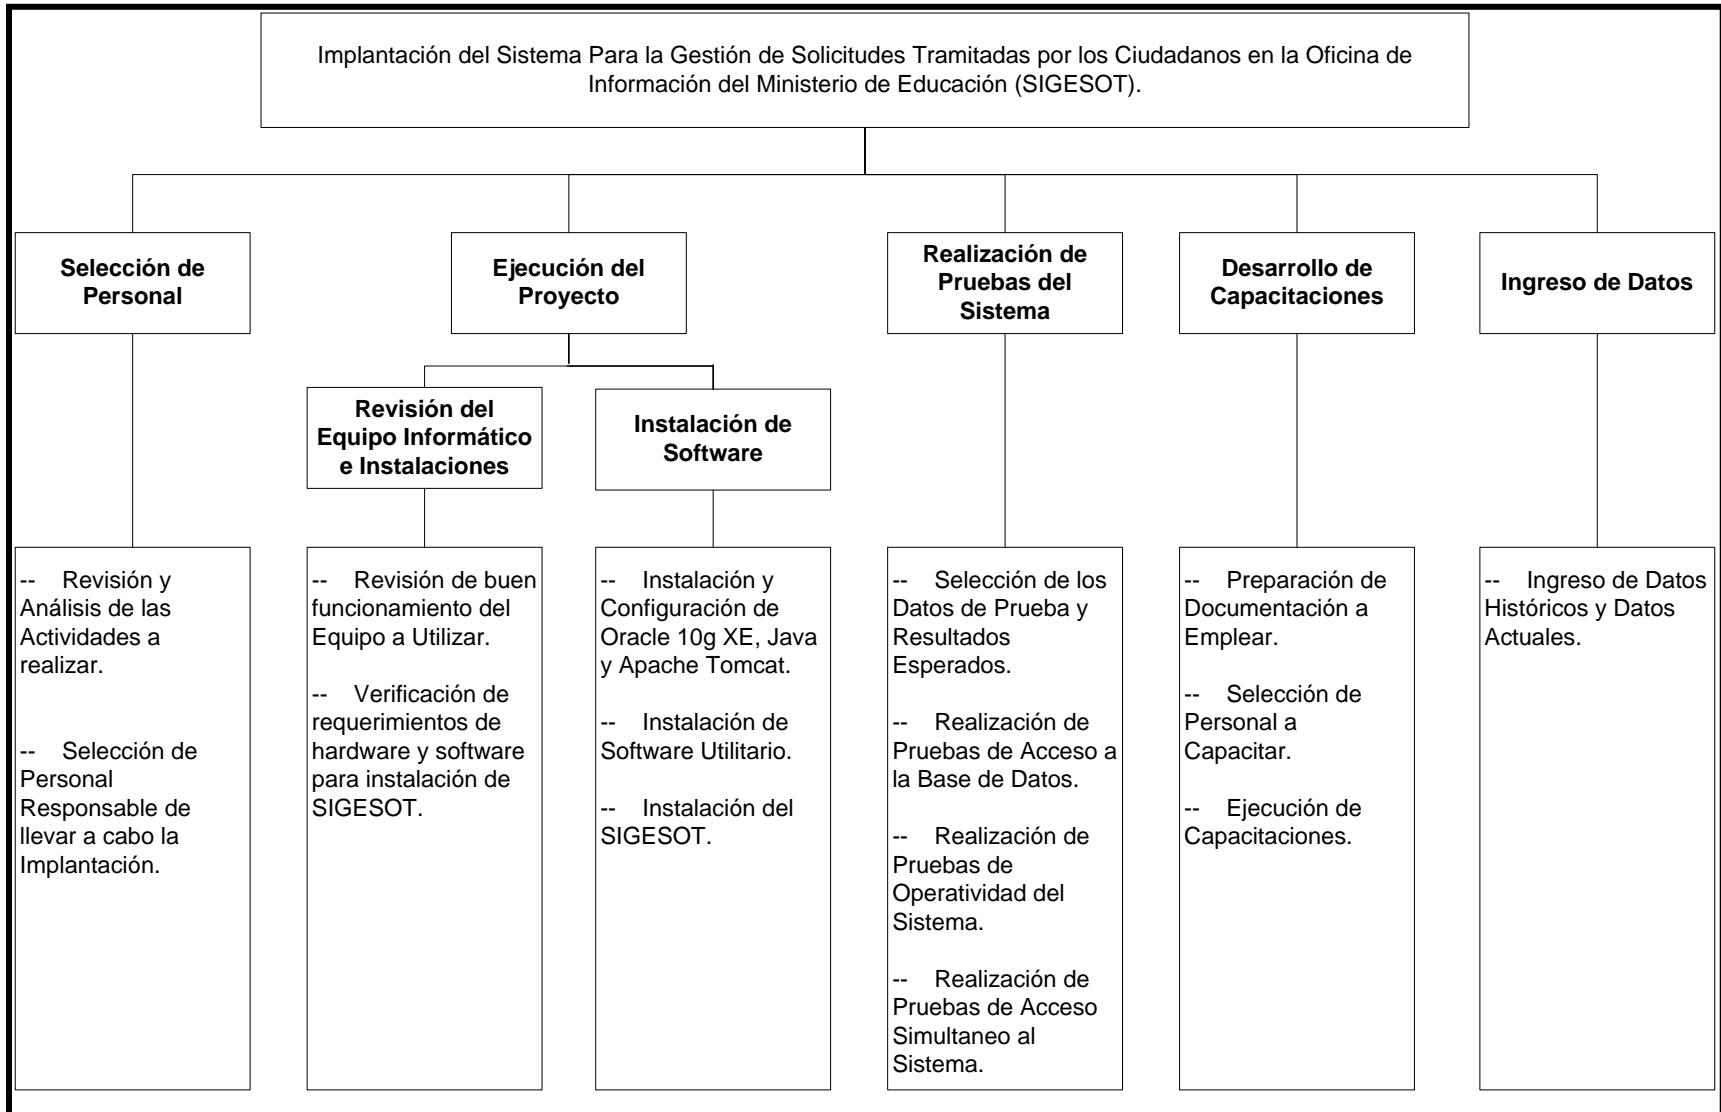 Implantación del Sistema Para la Gestión de Solicitudes Tramitadas por los Ciudadanos en la Oficina de
Información del Ministerio de Educación (SIGESOT).
Selección de
Personal
Ejecución del
Proyecto
Realización de
Pruebas del
Sistema
Desarrollo de
Capacitaciones
Ingreso de Datos
Revisión del
Equipo Informático
e Instalaciones
Instalación de
Software
-- Revisión y
Análisis de las
Actividades a
realizar.
-- Selección de
Personal
Responsable de
llevar a cabo la
Implantación.
-- Revisión de buen
funcionamiento del
Equipo a Utilizar.
-- Verificación de
requerimientos de
hardware y software
para instalación de
SIGESOT.
-- Instalación y
Configuración de
Oracle 10g XE, Java
y Apache Tomcat.
-- Instalación de
Software Utilitario.
-- Instalación del
SIGESOT.
-- Selección de los
Datos de Prueba y
Resultados
Esperados.
-- Realización de
Pruebas de Acceso a
la Base de Datos.
-- Realización de
Pruebas de
Operatividad del
Sistema.
-- Realización de
Pruebas de Acceso
Simultaneo al
Sistema.
-- Preparación de
Documentación a
Emplear.
-- Selección de
Personal a
Capacitar.
-- Ejecución de
Capacitaciones.
-- Ingreso de Datos
Históricos y Datos
Actuales.